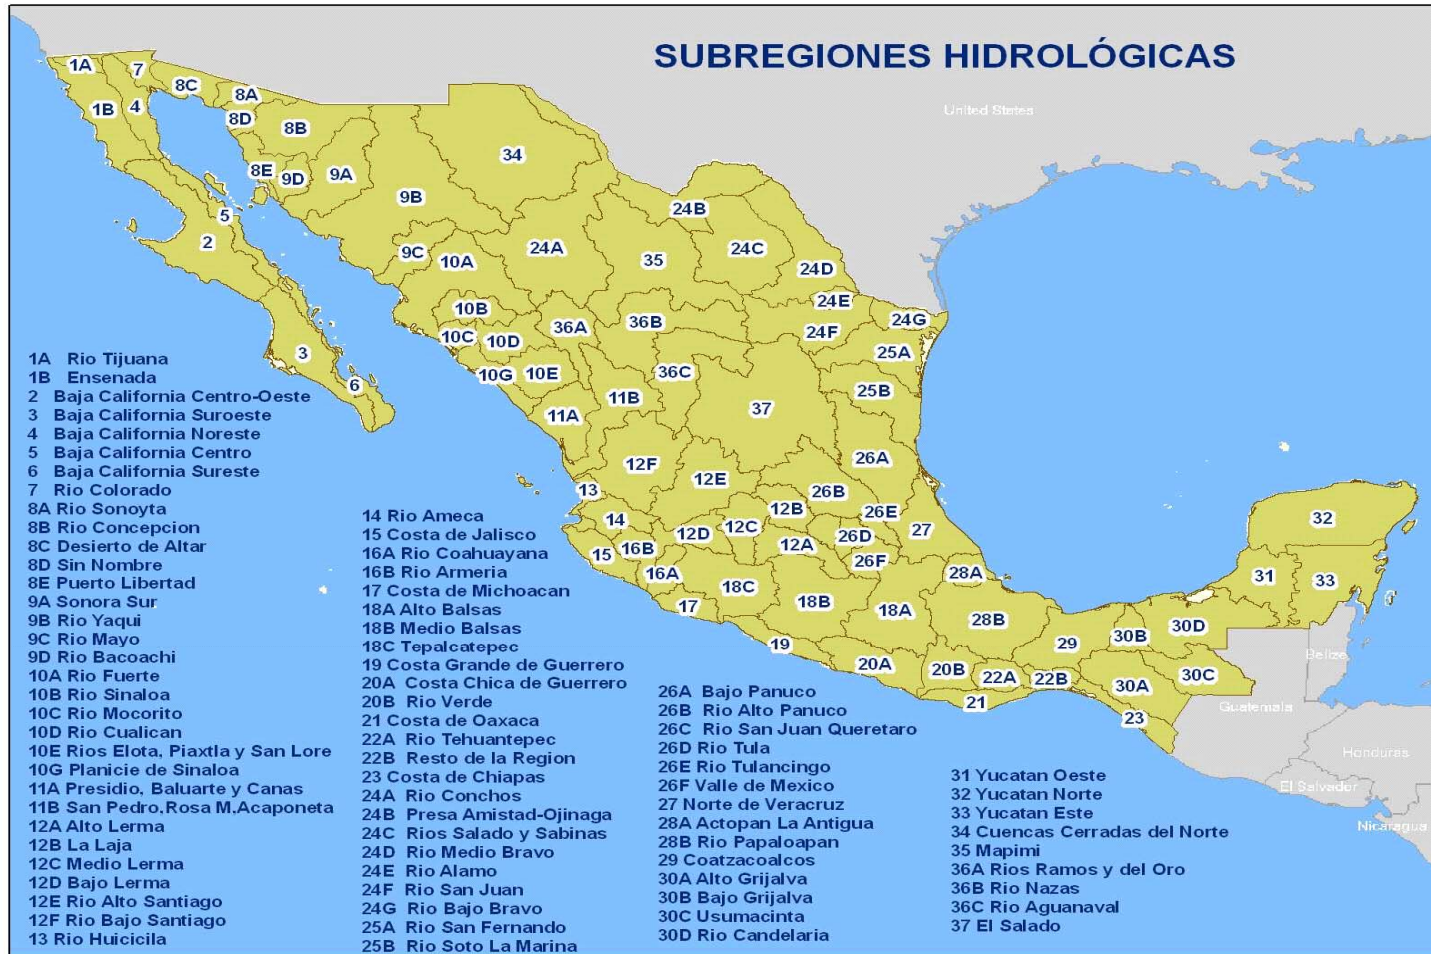 SUBREGIONES HIDROLÓGICAS
United States
1A
7
8C
8A
1B
4
8D
8B
34
8E
9D
9A
9B
24B
5
2
9C
10A
24A
35
24C
24D
10B
36A
36B
24E
24F
24G
10C
10D
25A
3
10G
10E
36C
6
11B
25B
11A
37
12F
12E
26A
13
26B
12B
26E
14
12C
27
32
15
16B
12D
12A
26D
26F
16A
18C
28A
31
33
17
18B
18A
28B
19
29
30B
30D
Belize
20A
20B
22A
22B
30A
30C
21
23
Guatemala
Honduras
El Salvador
Nicaragua
1A Rio Tijuana
1B Ensenada
2 Baja California Centro-Oeste
3 Baja California Suroeste
4 Baja California Noreste
5 Baja California Centro
6 Baja California Sureste
7 Rio Colorado
8A Rio Sonoyta
8B Rio Concepcion
8C Desierto de Altar
8D Sin Nombre
8E Puerto Libertad
9A Sonora Sur
9B Rio Yaqui
9C Rio Mayo
9D Rio Bacoachi
10A Rio Fuerte
10B Rio Sinaloa
10C Rio Mocorito
10D Rio Cualican
10E Rios Elota, Piaxtla y San Lore
10G Planicie de Sinaloa
11A Presidio, Baluarte y Canas
11B San Pedro,Rosa M,Acaponeta
12A Alto Lerma
12B La Laja
12C Medio Lerma
12D Bajo Lerma
12E Rio Alto Santiago
12F Rio Bajo Santiago
13 Rio Huicicila
14 Rio Ameca
15 Costa de Jalisco
16A Rio Coahuayana
16B Rio Armeria
17 Costa de Michoacan
18A Alto Balsas
18B Medio Balsas
18C Tepalcatepec
19 Costa Grande de Guerrero
20A Costa Chica de Guerrero
20B Rio Verde
21 Costa de Oaxaca
22A Rio Tehuantepec
22B Resto de la Region
23 Costa de Chiapas
24A Rio Conchos
24B Presa Amistad-Ojinaga
24C Rios Salado y Sabinas
24D Rio Medio Bravo
24E Rio Alamo
24F Rio San Juan
24G Rio Bajo Bravo
25A Rio San Fernando
25B Rio Soto La Marina
26A Bajo Panuco
26B Rio Alto Panuco
26C Rio San Juan Queretaro
26D Rio Tula
26E Rio Tulancingo
26F Valle de Mexico
27 Norte de Veracruz
28A Actopan La Antigua
28B Rio Papaloapan
29 Coatzacoalcos
30A Alto Grijalva
30B Bajo Grijalva
30C Usumacinta
30D Rio Candelaria
31 Yucatan Oeste
32 Yucatan Norte
33 Yucatan Este
34 Cuencas Cerradas del Norte
35 Mapimi
36A Rios Ramos y del Oro
36B Rio Nazas
36C Rio Aguanaval
37 El Salado